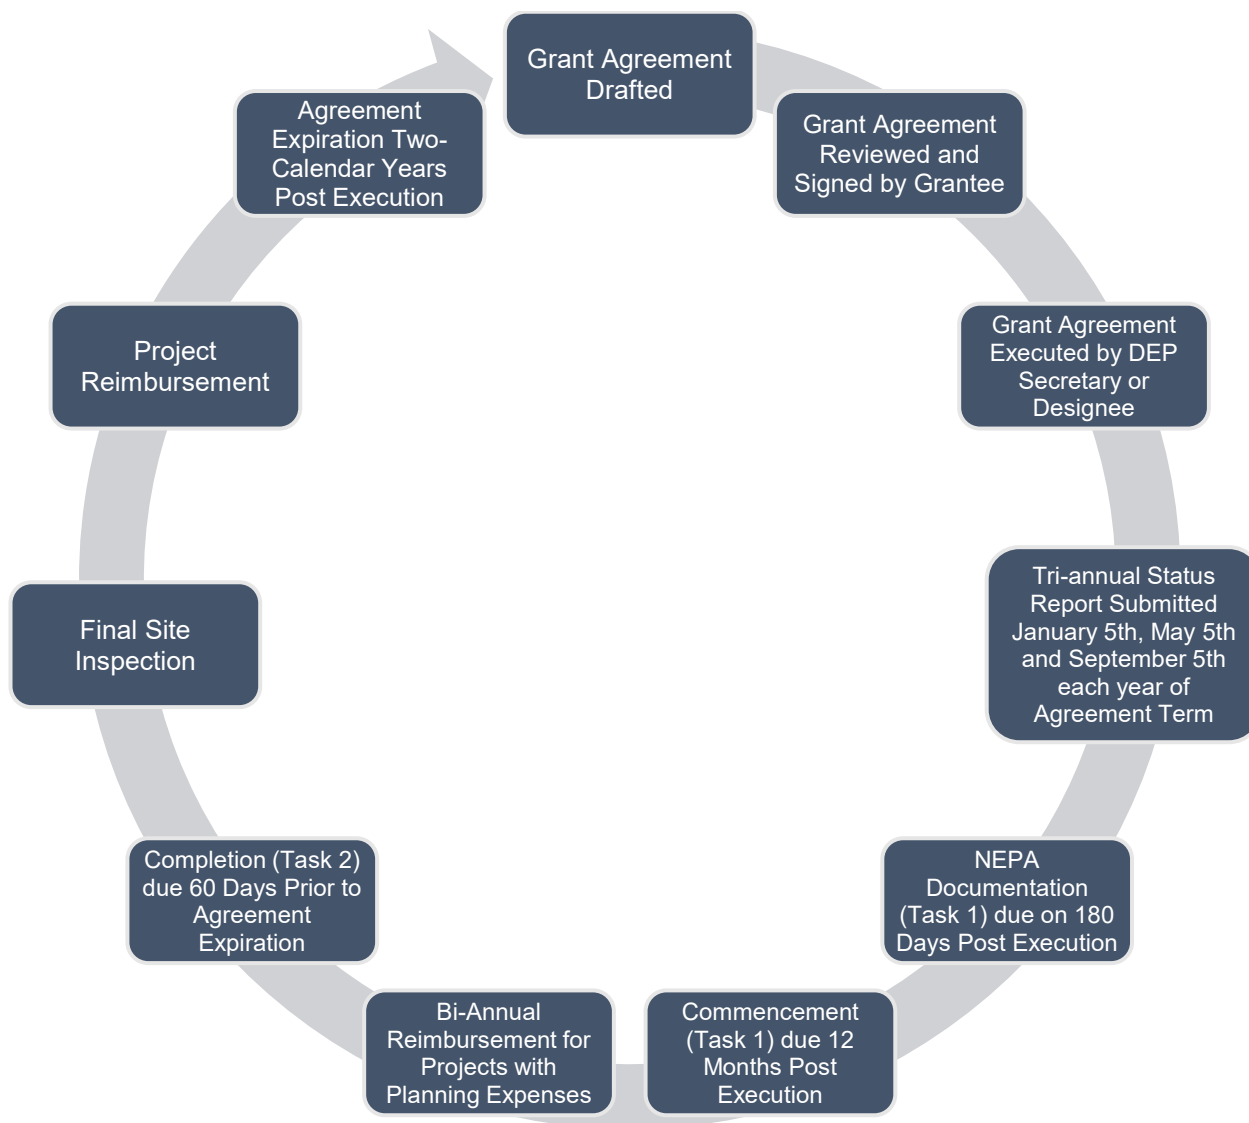 Grant Agreement
Drafted
Grant Agreement
Reviewed and
Signed by Grantee
Grant Agreement
Executed by DEP
Secretary or
Designee
Tri-annual Status
Report Submitted
January 5th, May 5th
and September 5th
each year of
Agreement Term
NEPA
Documentation
(Task 1) due on 180
Days Post Execution
Commencement
(Task 1) due 12
Months Post
Execution
Bi-Annual
Reimbursement for
Projects with
Planning Expenses
Completion (Task 2)
due 60 Days Prior to
Agreement
Expiration
Final Site
Inspection
Project
Reimbursement
Agreement
Expiration Two-
Calendar Years
Post Execution